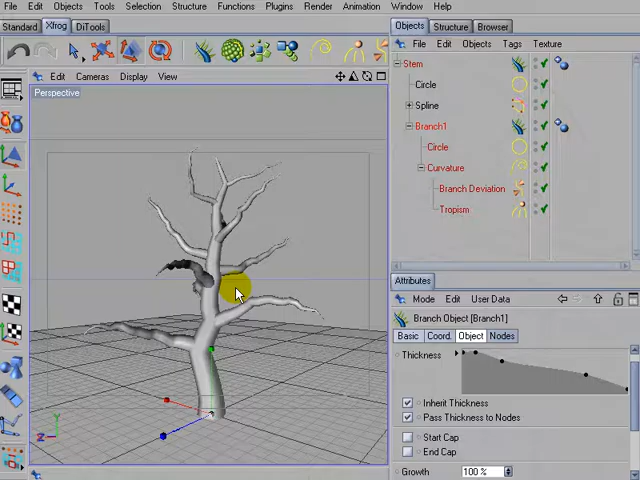 File Edit Objects Tools Selection Structure Functions Plugins Render Animation Window Help
Standard Xfrog DiTools
Objects Structure Browser
File Edit Objects Tags Texture
Edit Cameras Display View
Perspective
Stem
Circle
Spline
Branch1
Circle
Curvature
Branch Deviation
Tropism
Attributes
Mode Edit User Data
Branch Object [Branch1]
Basic Coord. Object Nodes
Thickness
Inherit Thickness
Pass Thickness to Nodes
Start Cap
End Cap
Growth 100 %
Y
Z